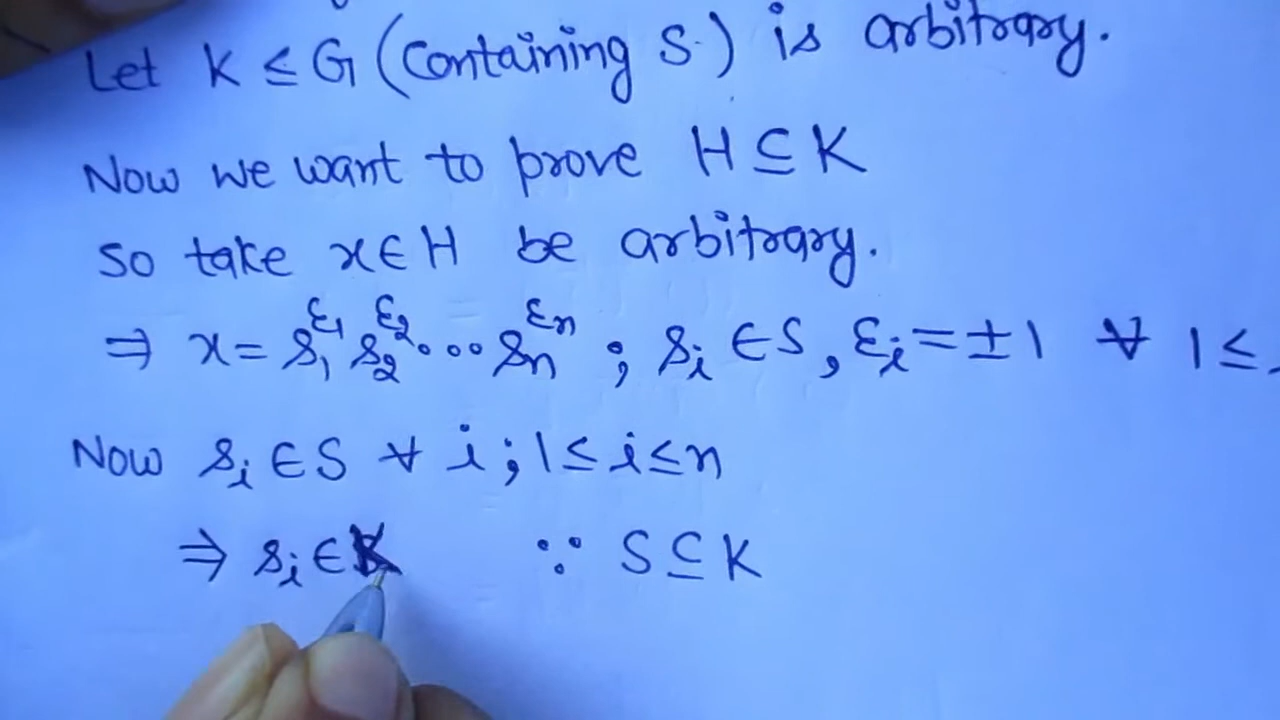 Let K ≤ G (Containing S.) is arbitrary.
Now we want to prove H ⊆ K
so take x ∈ H be arbitrary.
⇒ x = s₁^ε₁ s₂^ε₂ ... sₙ^εₙ ; sᵢ ∈ S, εᵢ = ±1 ∀ 1 ≤
Now sᵢ ∈ S ∀ i ; 1 ≤ i ≤ n
⇒ sᵢ ∈ K ∵ S ⊆ K